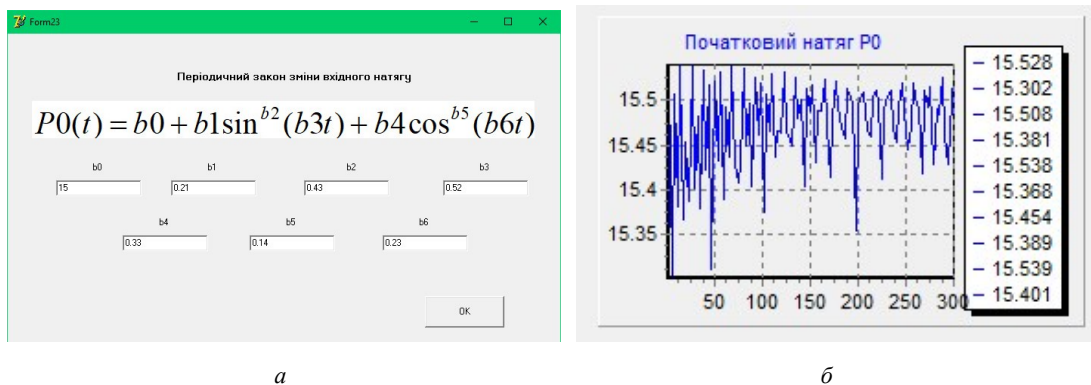 Form23
Періодичний закон зміни вхідного натягу
P0(t) = b0 + b1sin^{b2}(b3t) + b4cos^{b5}(b6t)
b0 b1 b2 b3
15 0.21 0.43 0.52
b4 b5 b6
0.33 0.14 0.23
OK
а
Початковий натяг P0
15.5
15.45
15.4
15.35
50 100 150 200 250 300
15.528
15.302
15.508
15.381
15.538
15.368
15.454
15.389
15.539
15.401
б